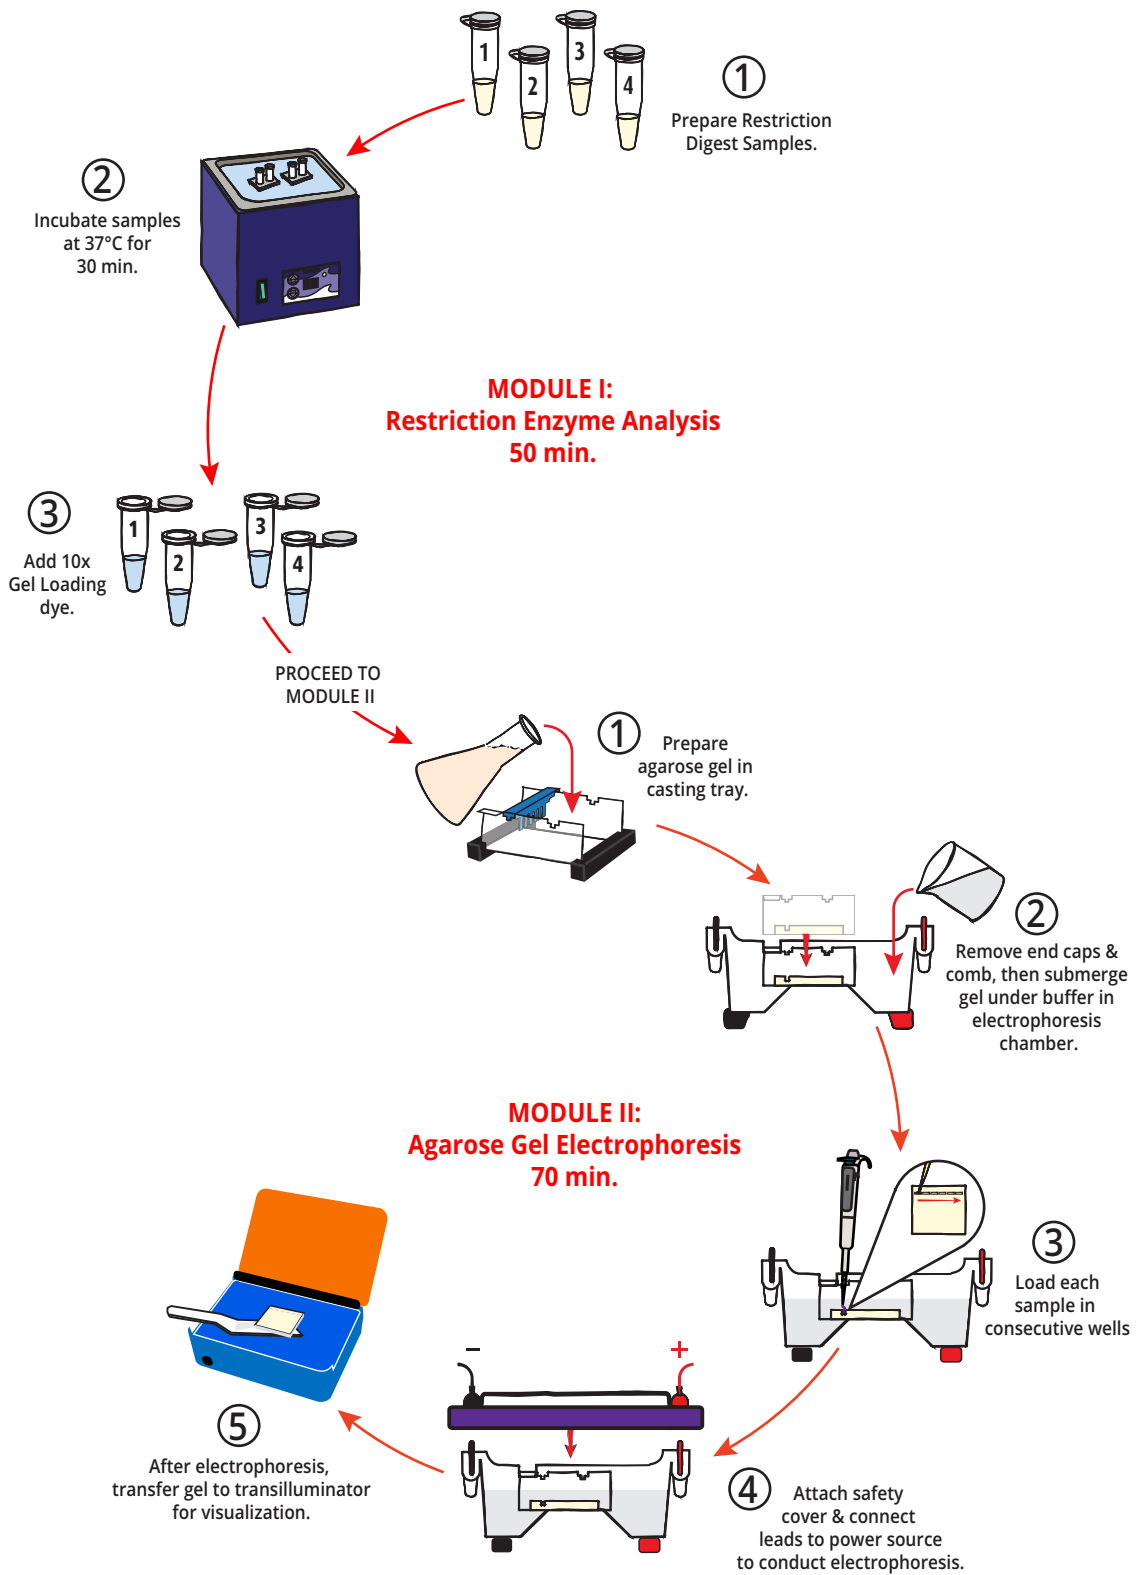 1
2
3
4
①
Prepare Restriction
Digest Samples.
②
Incubate samples
at 37°C for
30 min.
MODULE I:
Restriction Enzyme Analysis
50 min.
③
Add 10x
Gel Loading
dye.
1
2
3
4
PROCEED TO
MODULE II
①
Prepare
agarose gel in
casting tray.
②
Remove end caps &
comb, then submerge
gel under buffer in
electrophoresis
chamber.
MODULE II:
Agarose Gel Electrophoresis
70 min.
③
Load each
sample in
consecutive wells
④
Attach safety
cover & connect
leads to power source
to conduct electrophoresis.
– +
⑤
After electrophoresis,
transfer gel to transilluminator
for visualization.